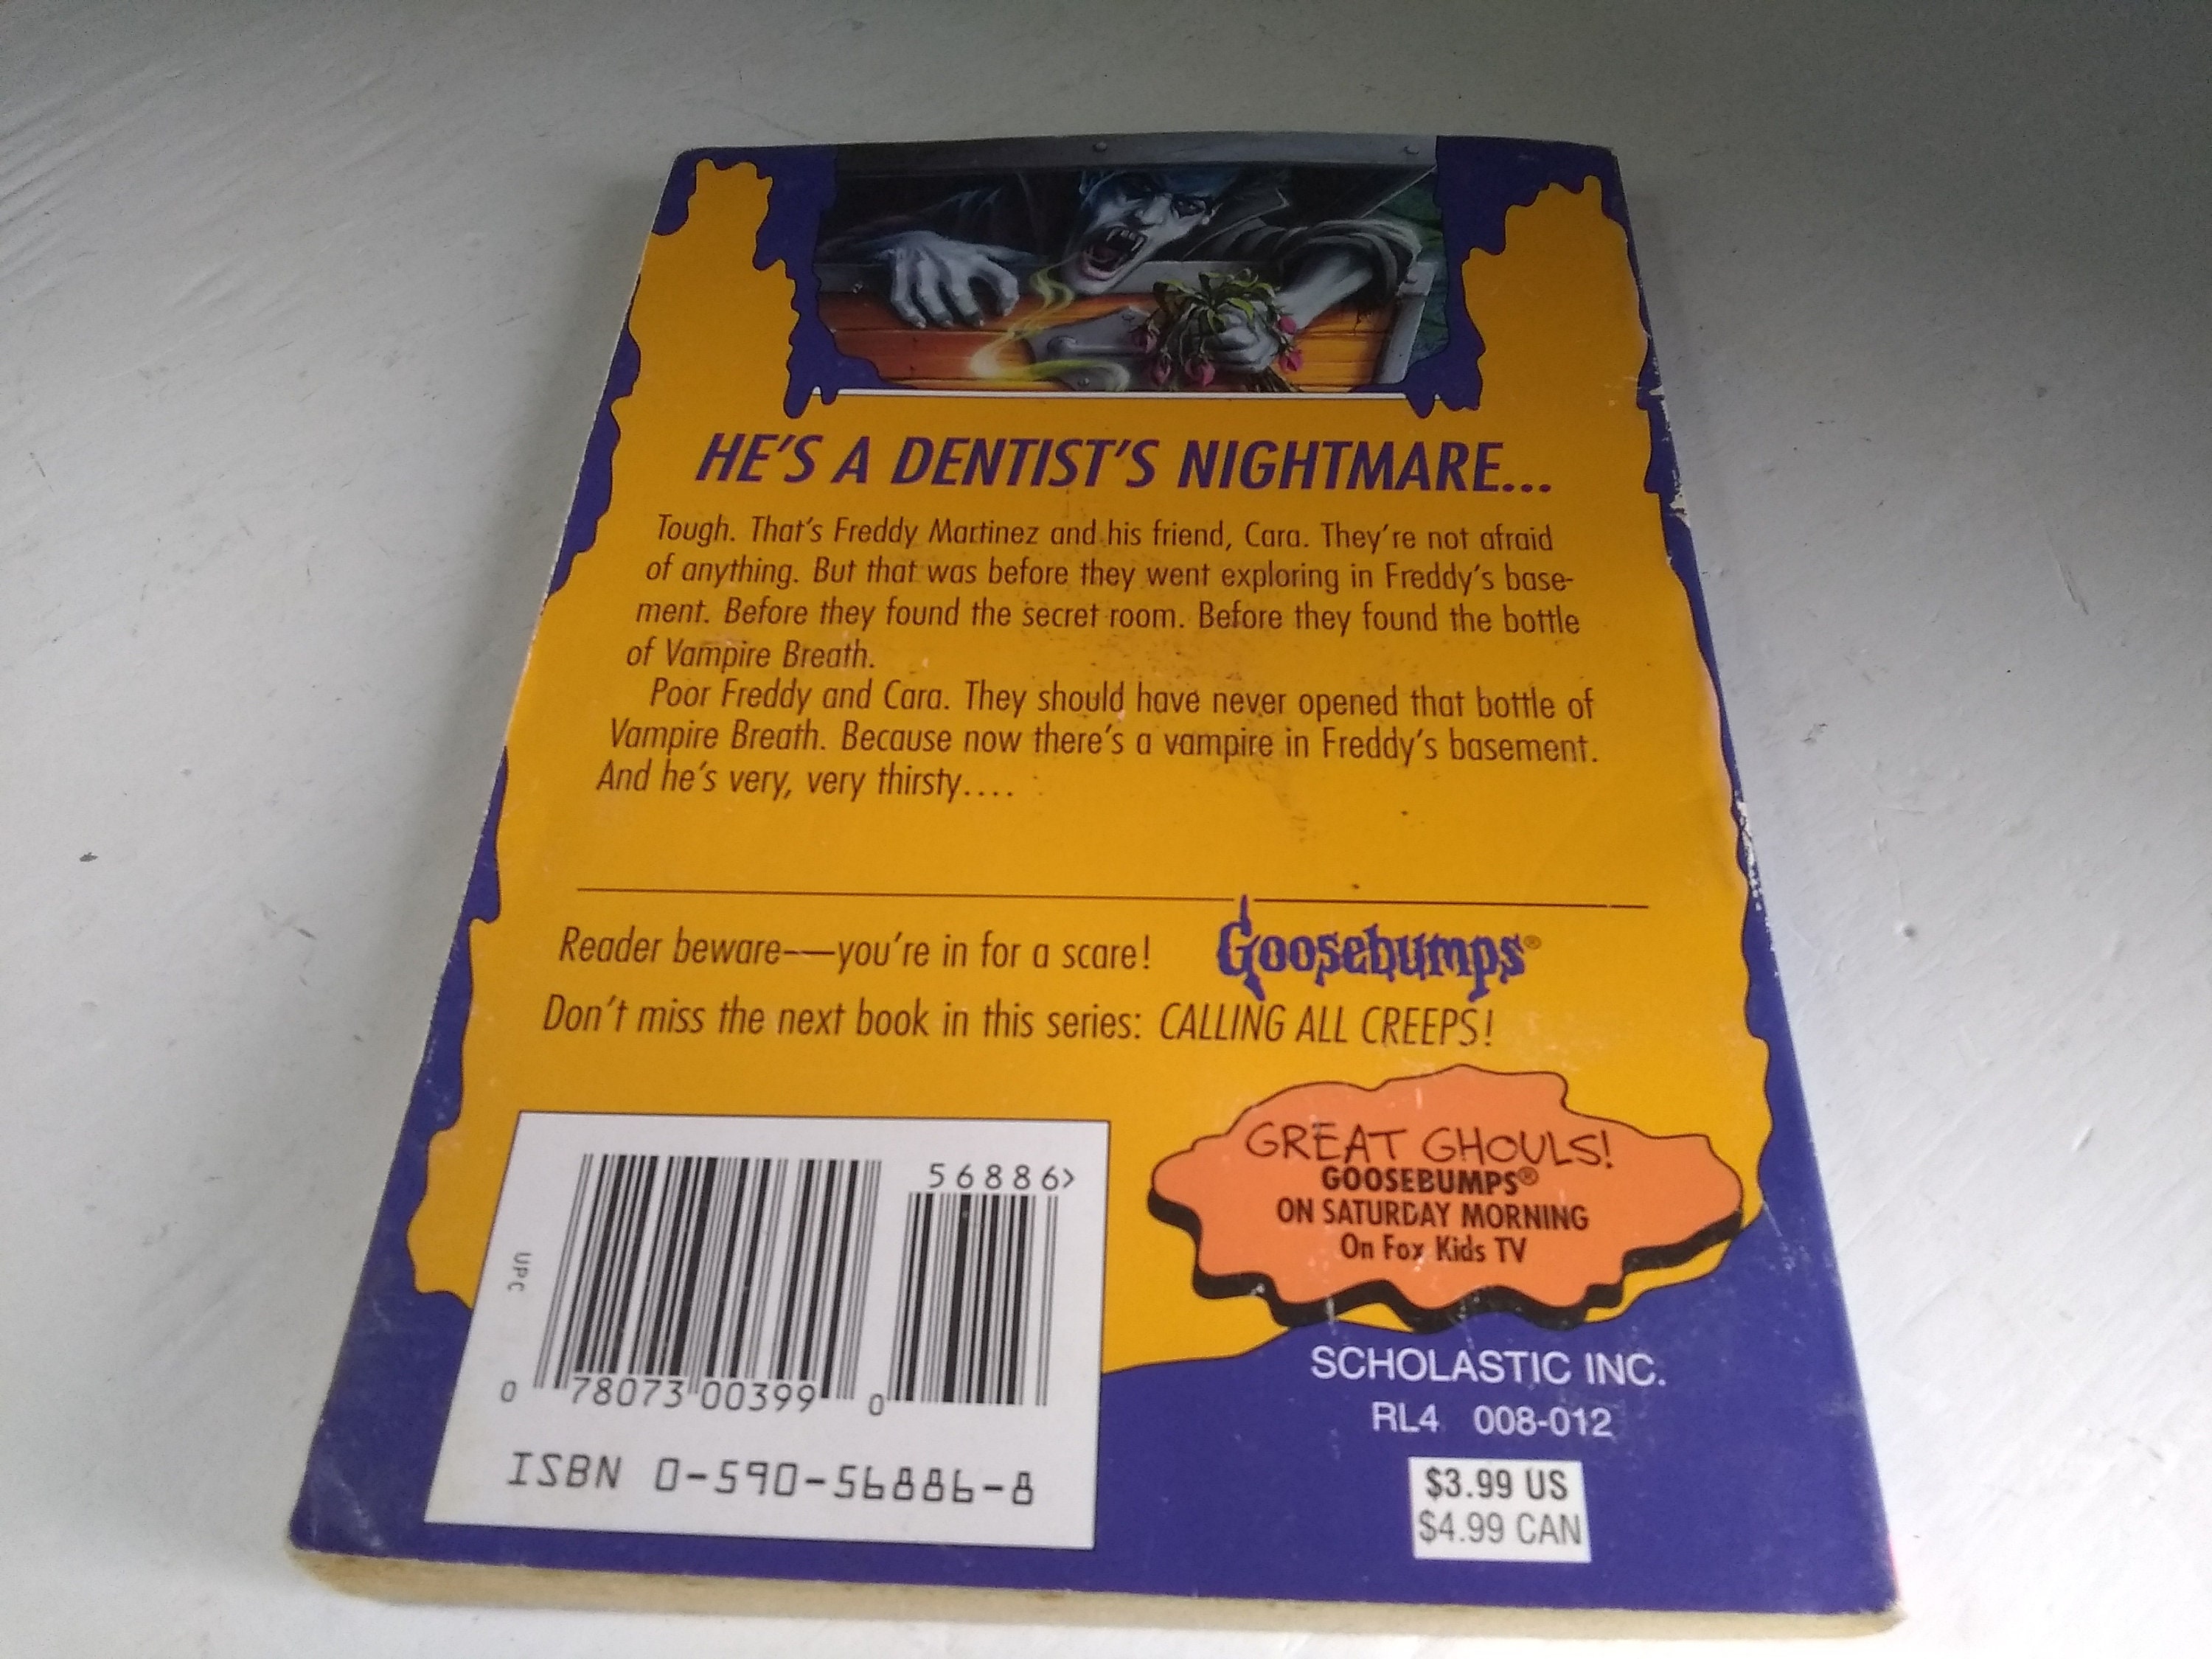 HE'S A DENTIST'S NIGHTMARE...
Tough. That's Freddy Martinez and his friend, Cara. They're not afraid
of anything. But that was before they went exploring in Freddy's base-
ment. Before they found the secret room. Before they found the bottle
of Vampire Breath.
Poor Freddy and Cara. They should have never opened that bottle of
Vampire Breath. Because now there's a vampire in Freddy's basement.
And he's very, very thirsty....
Reader beware——you're in for a scare! Goosebumps®
Don't miss the next book in this series: CALLING ALL CREEPS!
56886>
UPC
0 78073 00399 0
ISBN 0-590-56886-8
GREAT GHOULS!
GOOSEBUMPS®
ON SATURDAY MORNING
On Fox Kids TV
SCHOLASTIC INC.
RL4 008-012
$3.99 US
$4.99 CAN